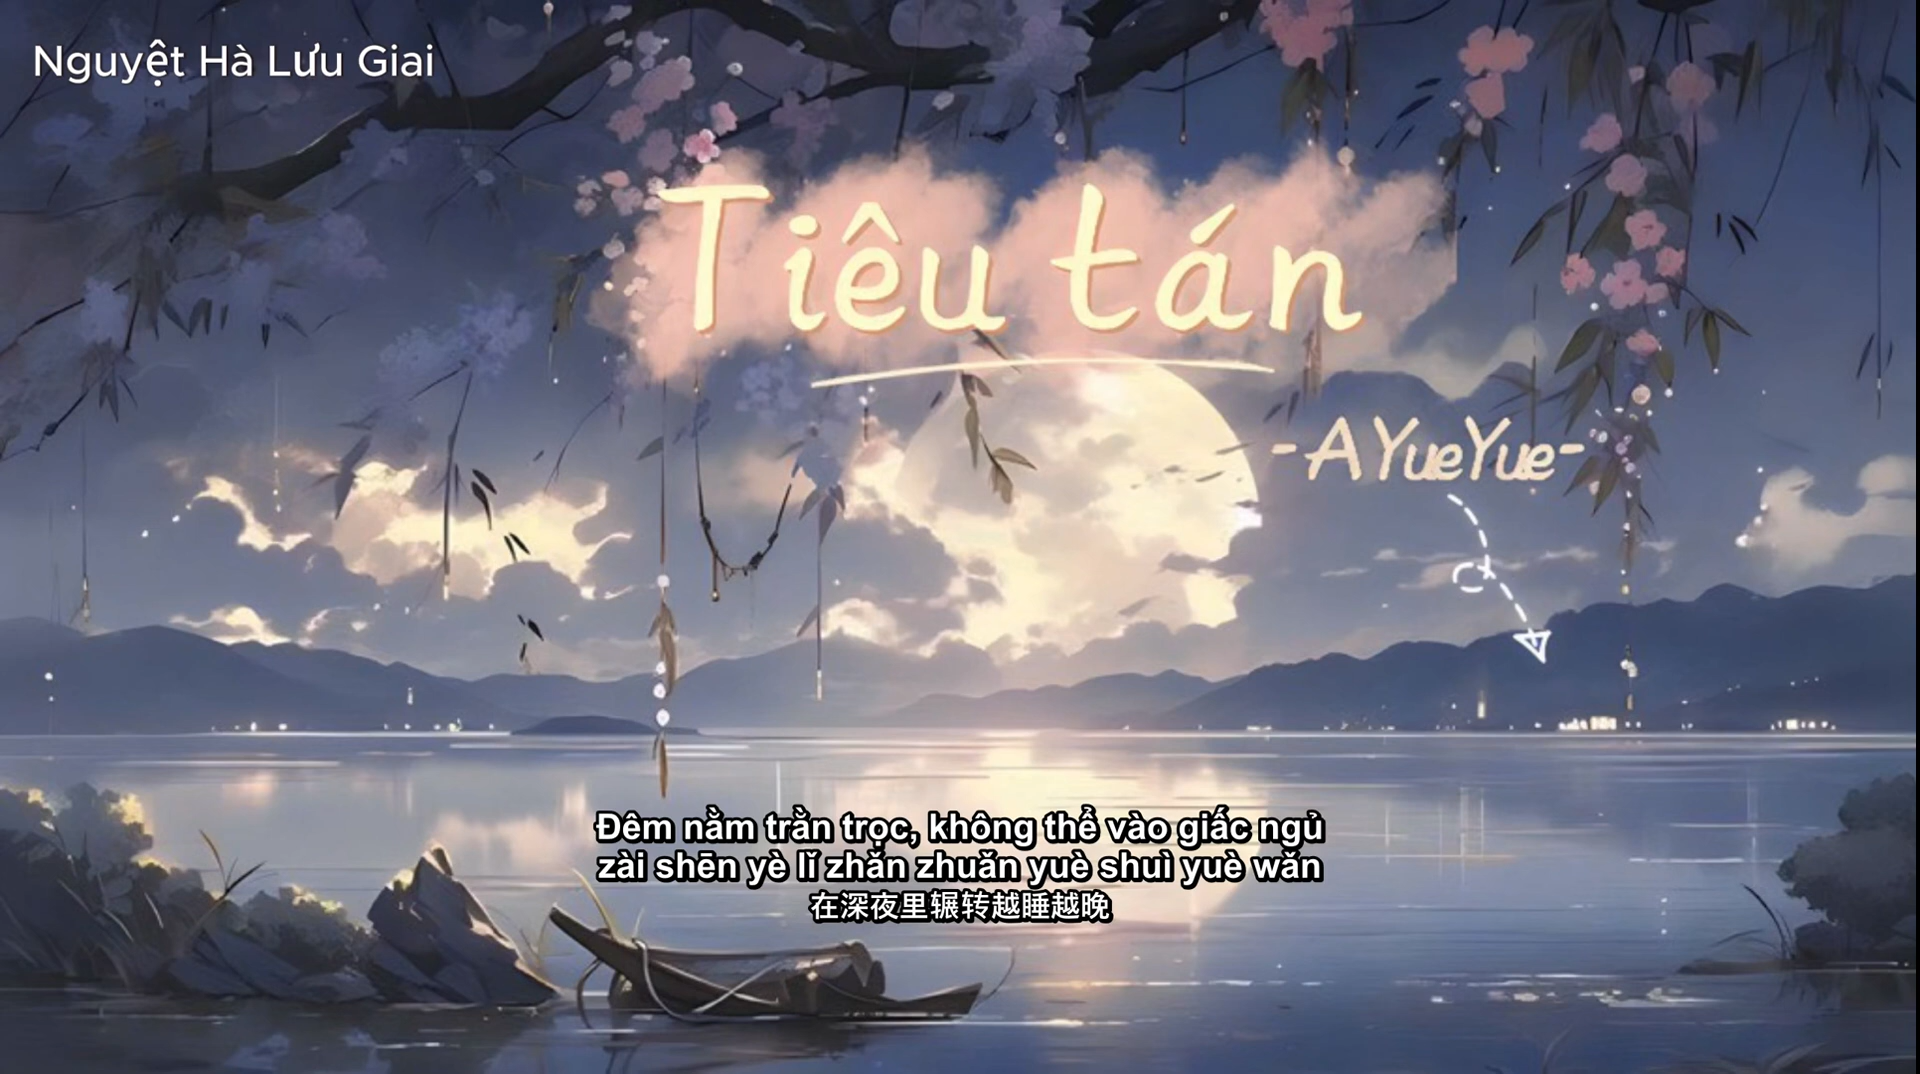 Nguyệt Hà Lưu Giai
Tiêu tán
-AYueYue-
Đêm nằm trằn trọc, không thể vào giấc ngủ
zài shēn yè lǐ zhǎn zhuǎn yuè shuì yuè wǎn
在深夜里辗转越睡越晚